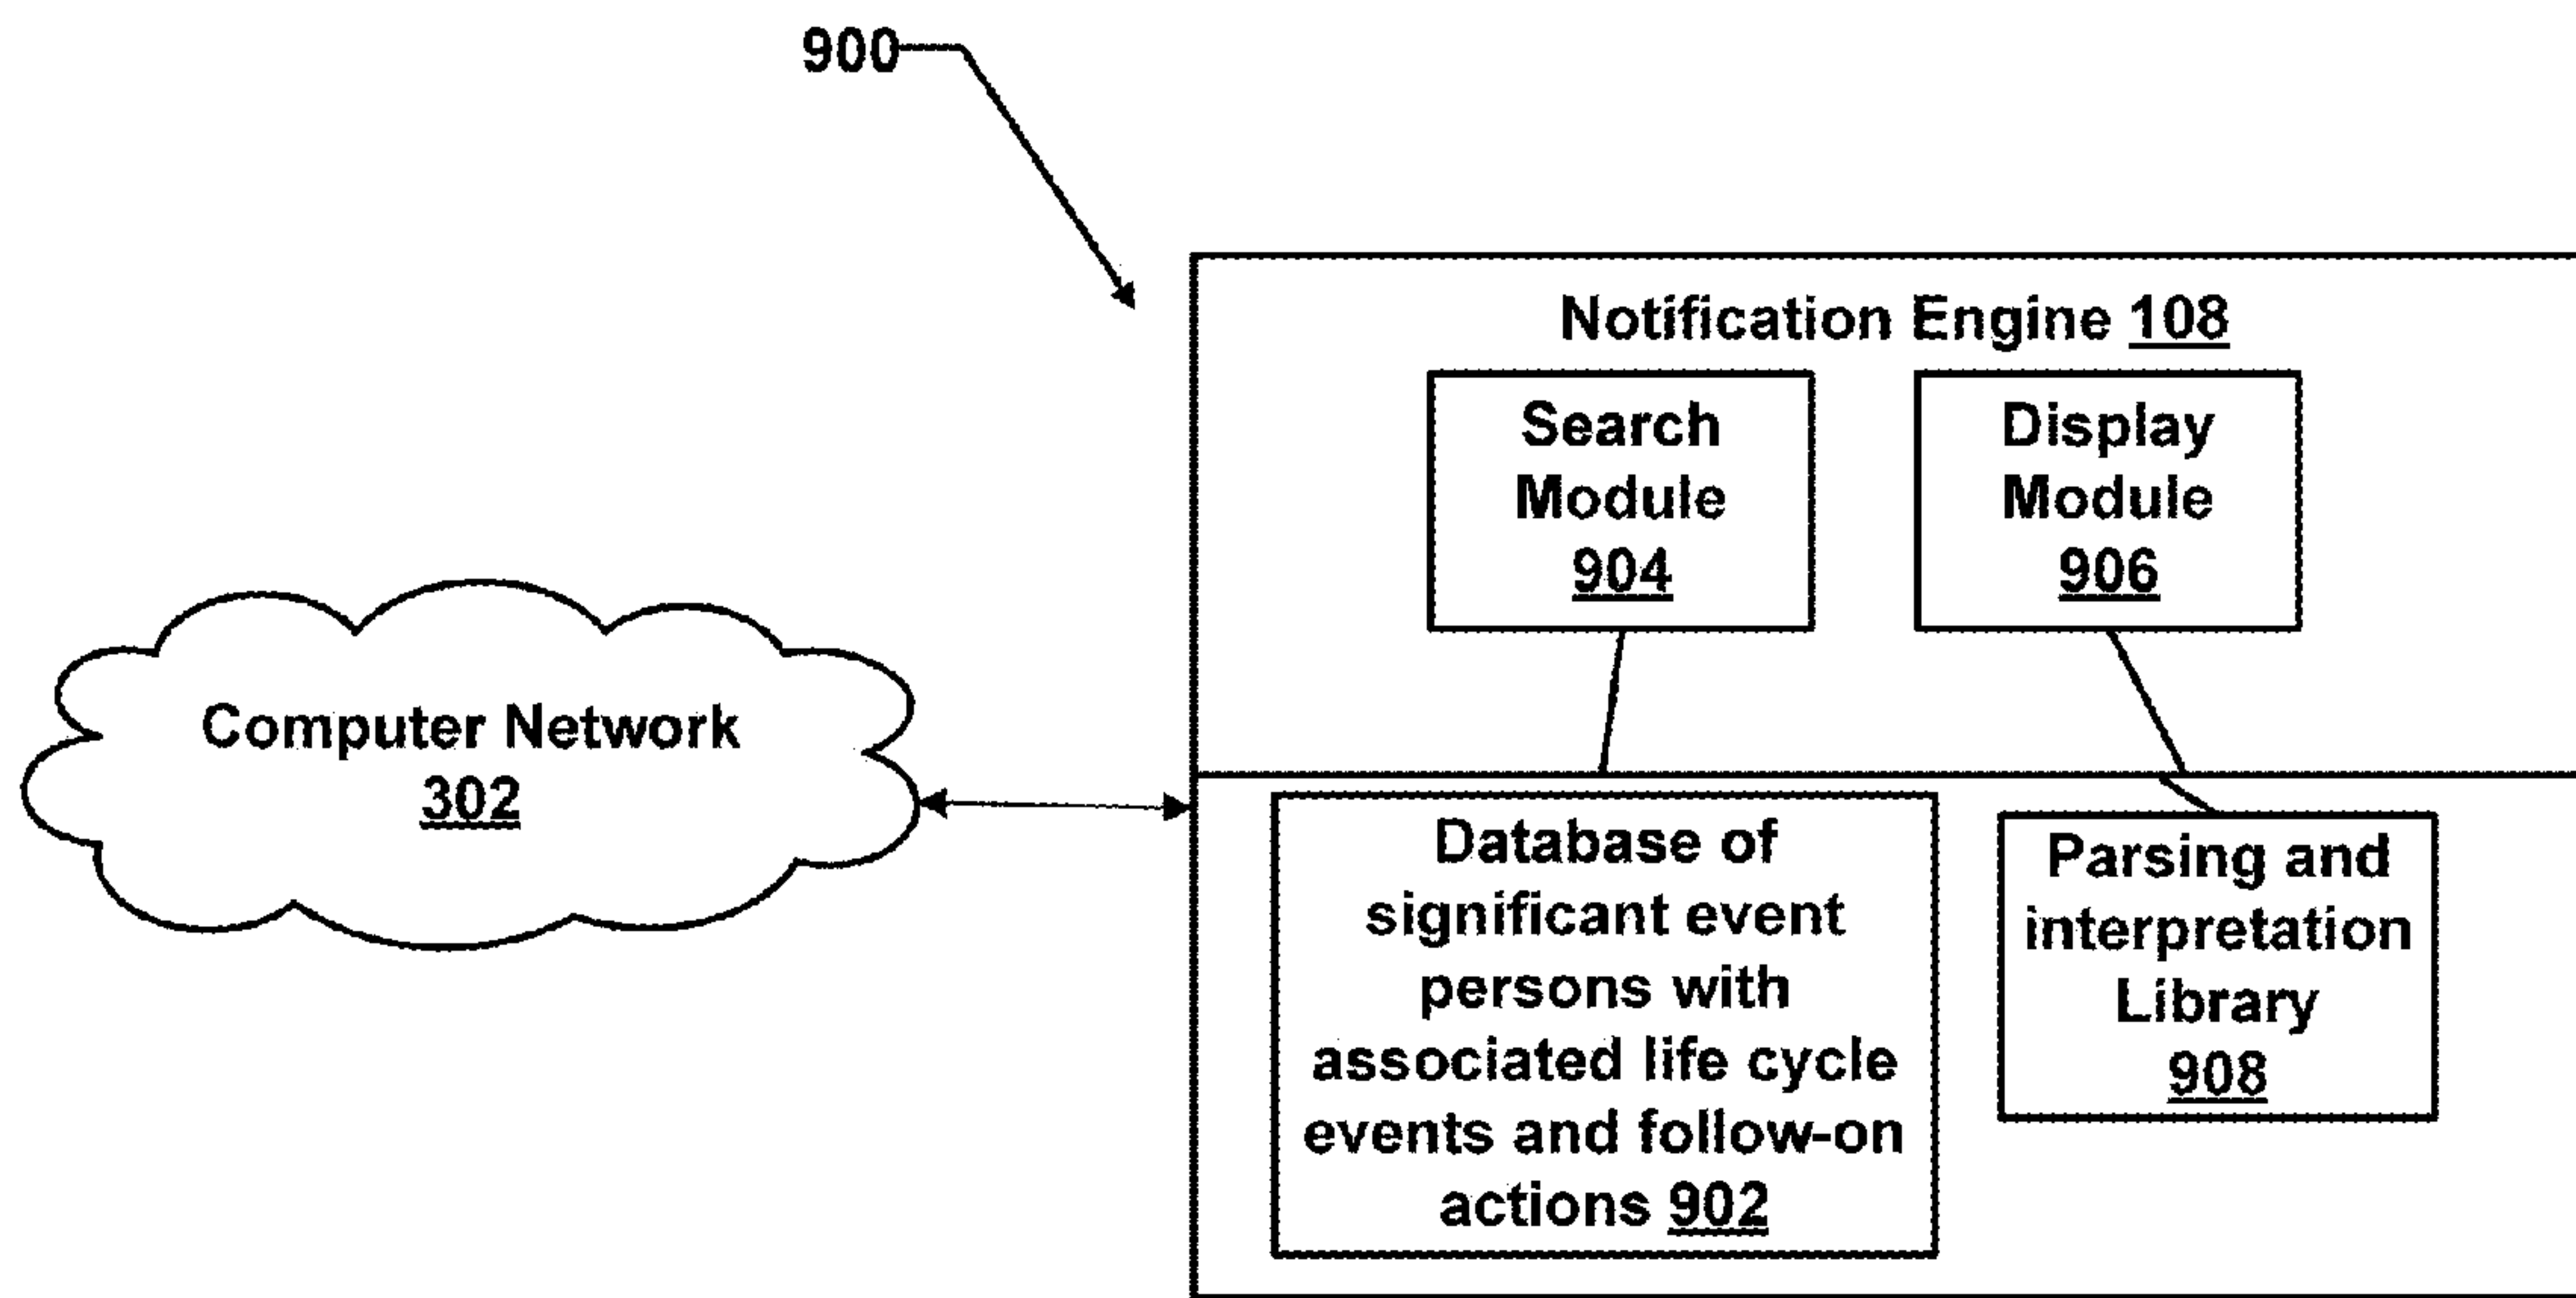 900
Notification Engine 108
Search
Module
904
Display
Module
906
Computer Network
302
Database of
significant event
persons with
associated life cycle
events and follow-on
actions 902
Parsing and
interpretation
Library
908